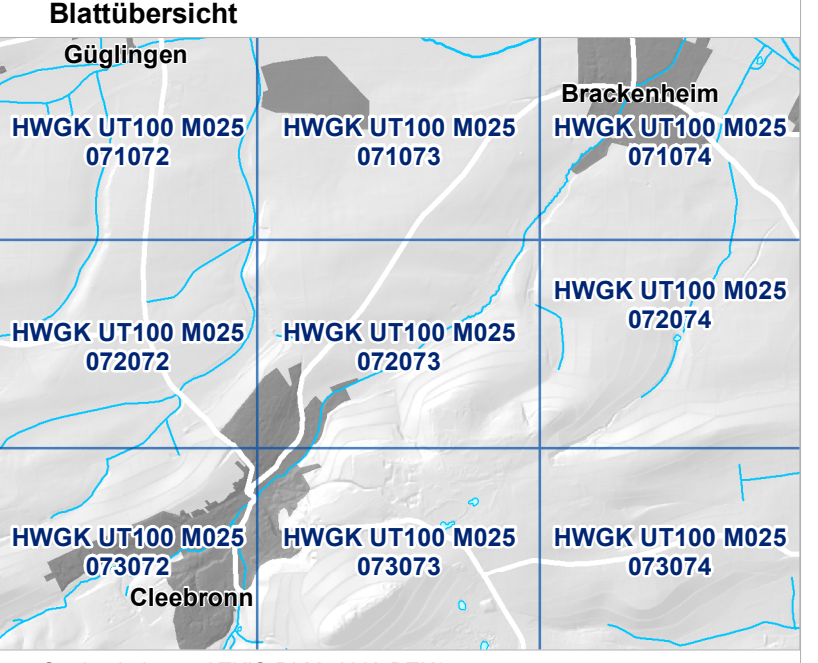 Blattübersicht
Güglingen
Brackenheim
HWGK UT100 M025
071072
HWGK UT100 M025
071073
HWGK UT100 M025
071074
HWGK UT100 M025
072072
HWGK UT100 M025
072073
HWGK UT100 M025
072074
HWGK UT100 M025
073072
HWGK UT100 M025
073073
HWGK UT100 M025
073074
Cleebronn